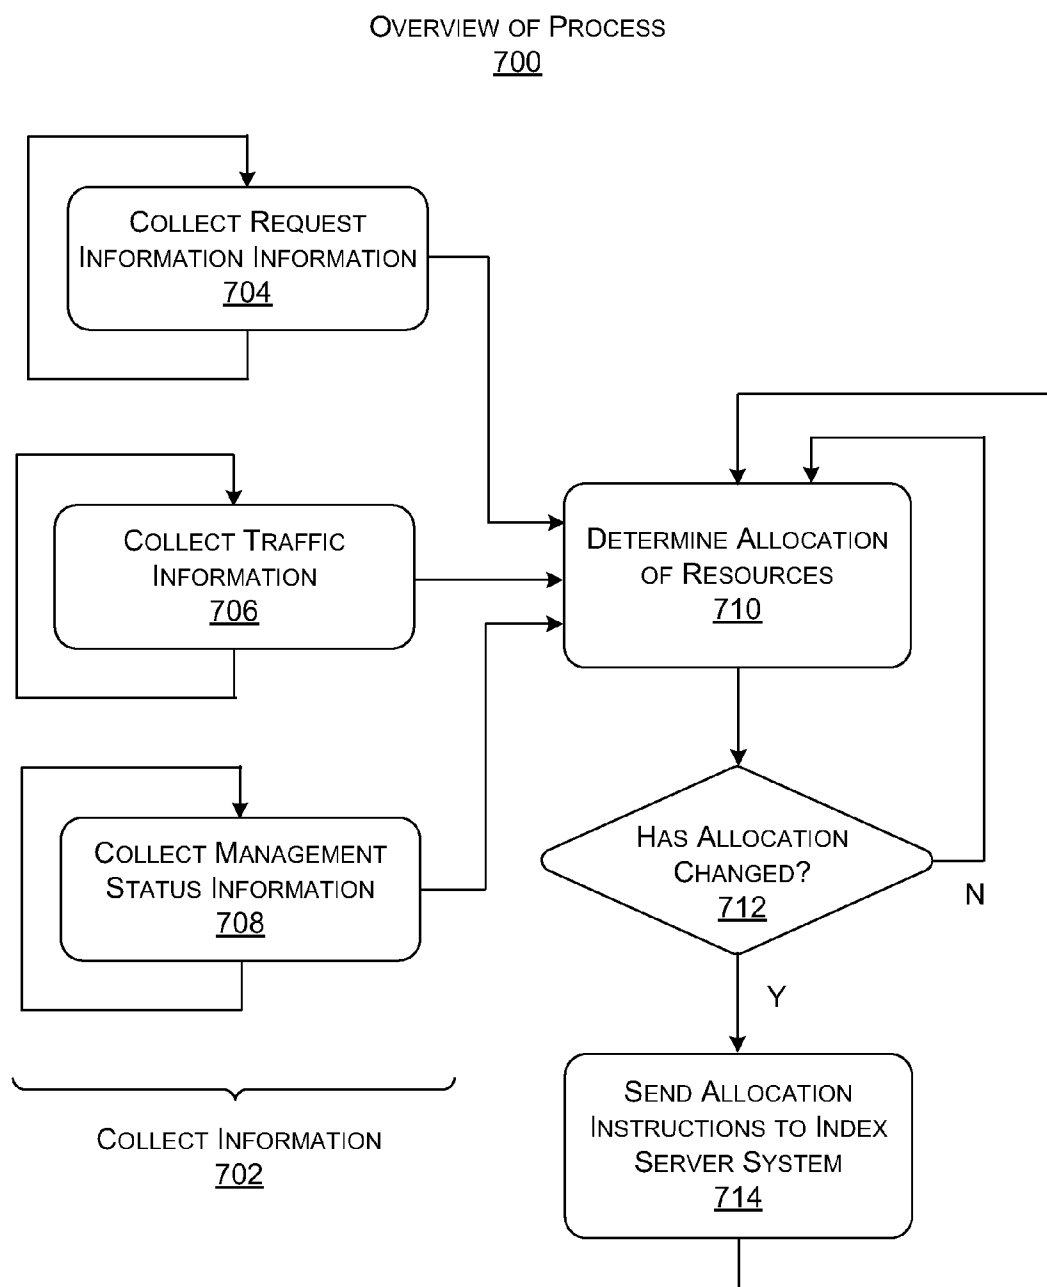 OVERVIEW OF PROCESS
700
COLLECT REQUEST
INFORMATION INFORMATION
704
COLLECT TRAFFIC
INFORMATION
706
COLLECT MANAGEMENT
STATUS INFORMATION
708
COLLECT INFORMATION
702
DETERMINE ALLOCATION
OF RESOURCES
710
HAS ALLOCATION
CHANGED?
712
N
Y
SEND ALLOCATION
INSTRUCTIONS TO INDEX
SERVER SYSTEM
714